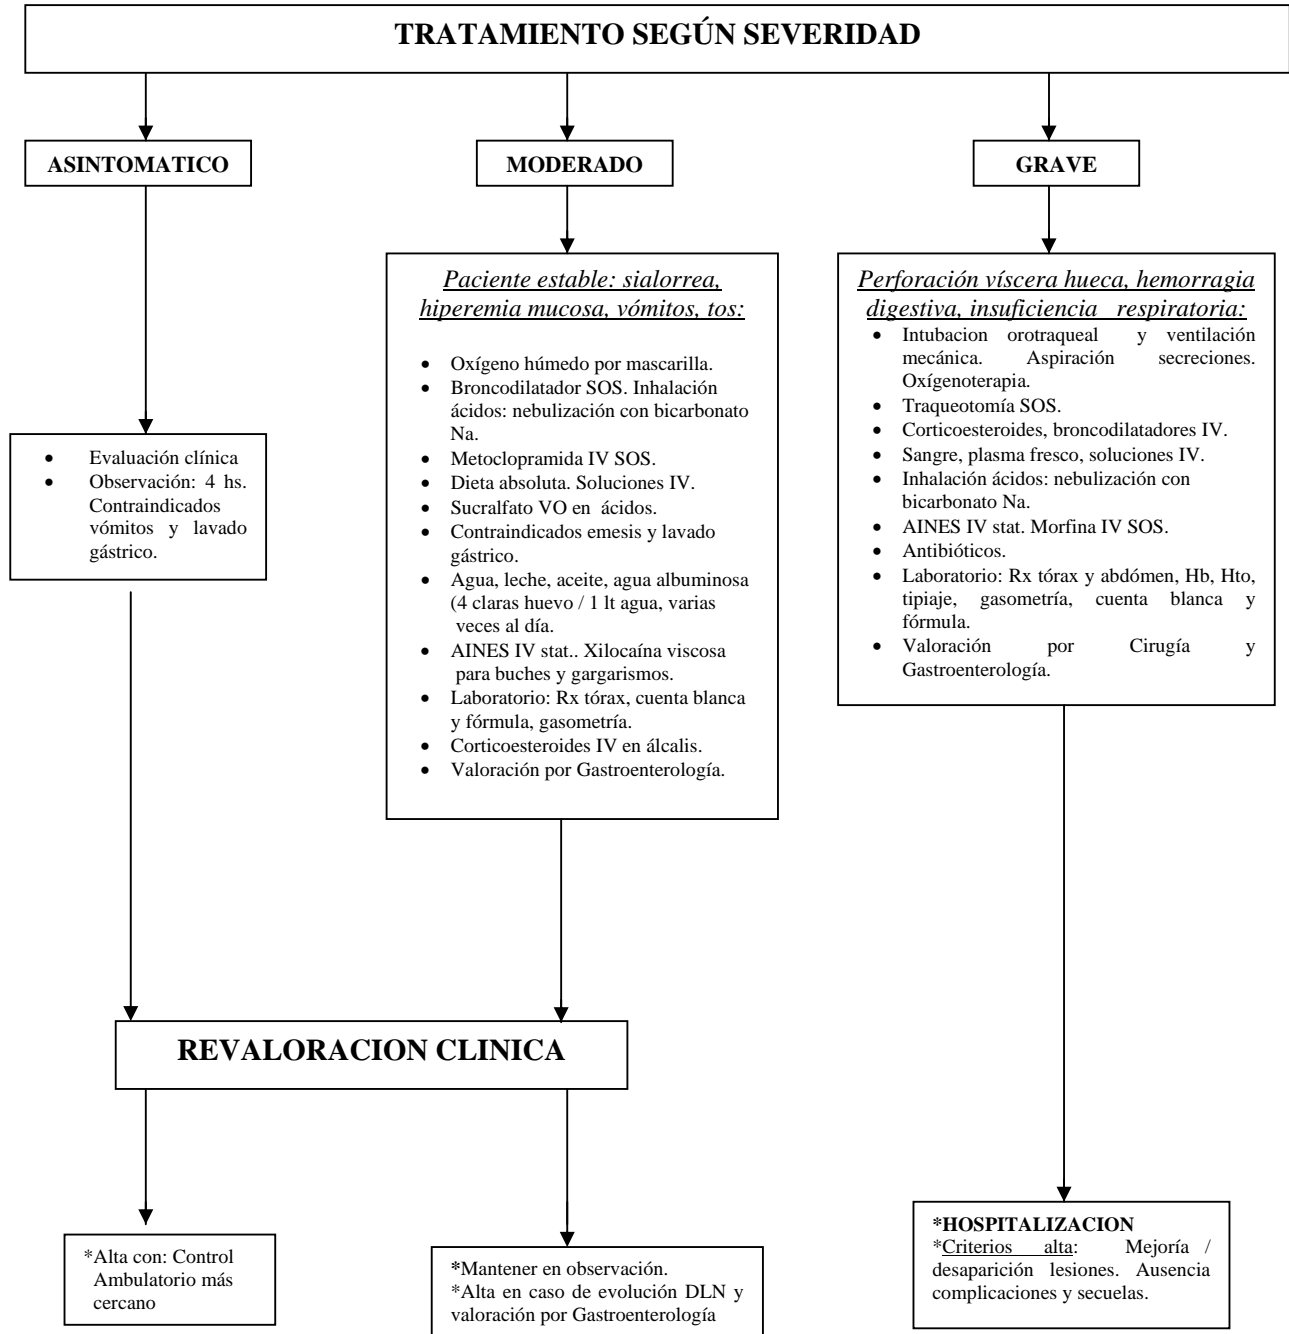 TRATAMIENTO SEGÚN SEVERIDAD
ASINTOMATICO
MODERADO
GRAVE
Evaluación clínica
Observación: 4 hs.
Contraindicados
vómitos y lavado
gástrico.
Paciente estable: sialorrea,
hiperemia mucosa, vómitos, tos:
Oxígeno húmedo por mascarilla.
Broncodilatador SOS. Inhalación
ácidos: nebulización con bicarbonato
Na.
Metoclopramida IV SOS.
Dieta absoluta. Soluciones IV.
Sucralfato VO en ácidos.
Contraindicados emesis y lavado
gástrico.
Agua, leche, aceite, agua albuminosa
(4 claras huevo / 1 lt agua, varias
veces al día.
AINES IV stat.. Xilocaína viscosa
para buches y gargarismos.
Laboratorio: Rx tórax, cuenta blanca
y fórmula, gasometría.
Corticoesteroides IV en álcalis.
Valoración por Gastroenterología.
Perforación víscera hueca, hemorragia
digestiva, insuficiencia respiratoria:
Intubacion orotraqueal y ventilación
mecánica. Aspiración secreciones.
Oxígenoterapia.
Traqueotomía SOS.
Corticoesteroides, broncodilatadores IV.
Sangre, plasma fresco, soluciones IV.
Inhalación ácidos: nebulización con
bicarbonato Na.
AINES IV stat. Morfina IV SOS.
Antibióticos.
Laboratorio: Rx tórax y abdómen, Hb, Hto,
tipiaje, gasometría, cuenta blanca y
fórmula.
Valoración por Cirugía y
Gastroenterología.
REVALORACION CLINICA
*Alta con: Control
Ambulatorio más
cercano
*Mantener en observación.
*Alta en caso de evolución DLN y
valoración por Gastroenterología
*HOSPITALIZACION
*Criterios alta: Mejoría /
desaparición lesiones. Ausencia
complicaciones y secuelas.